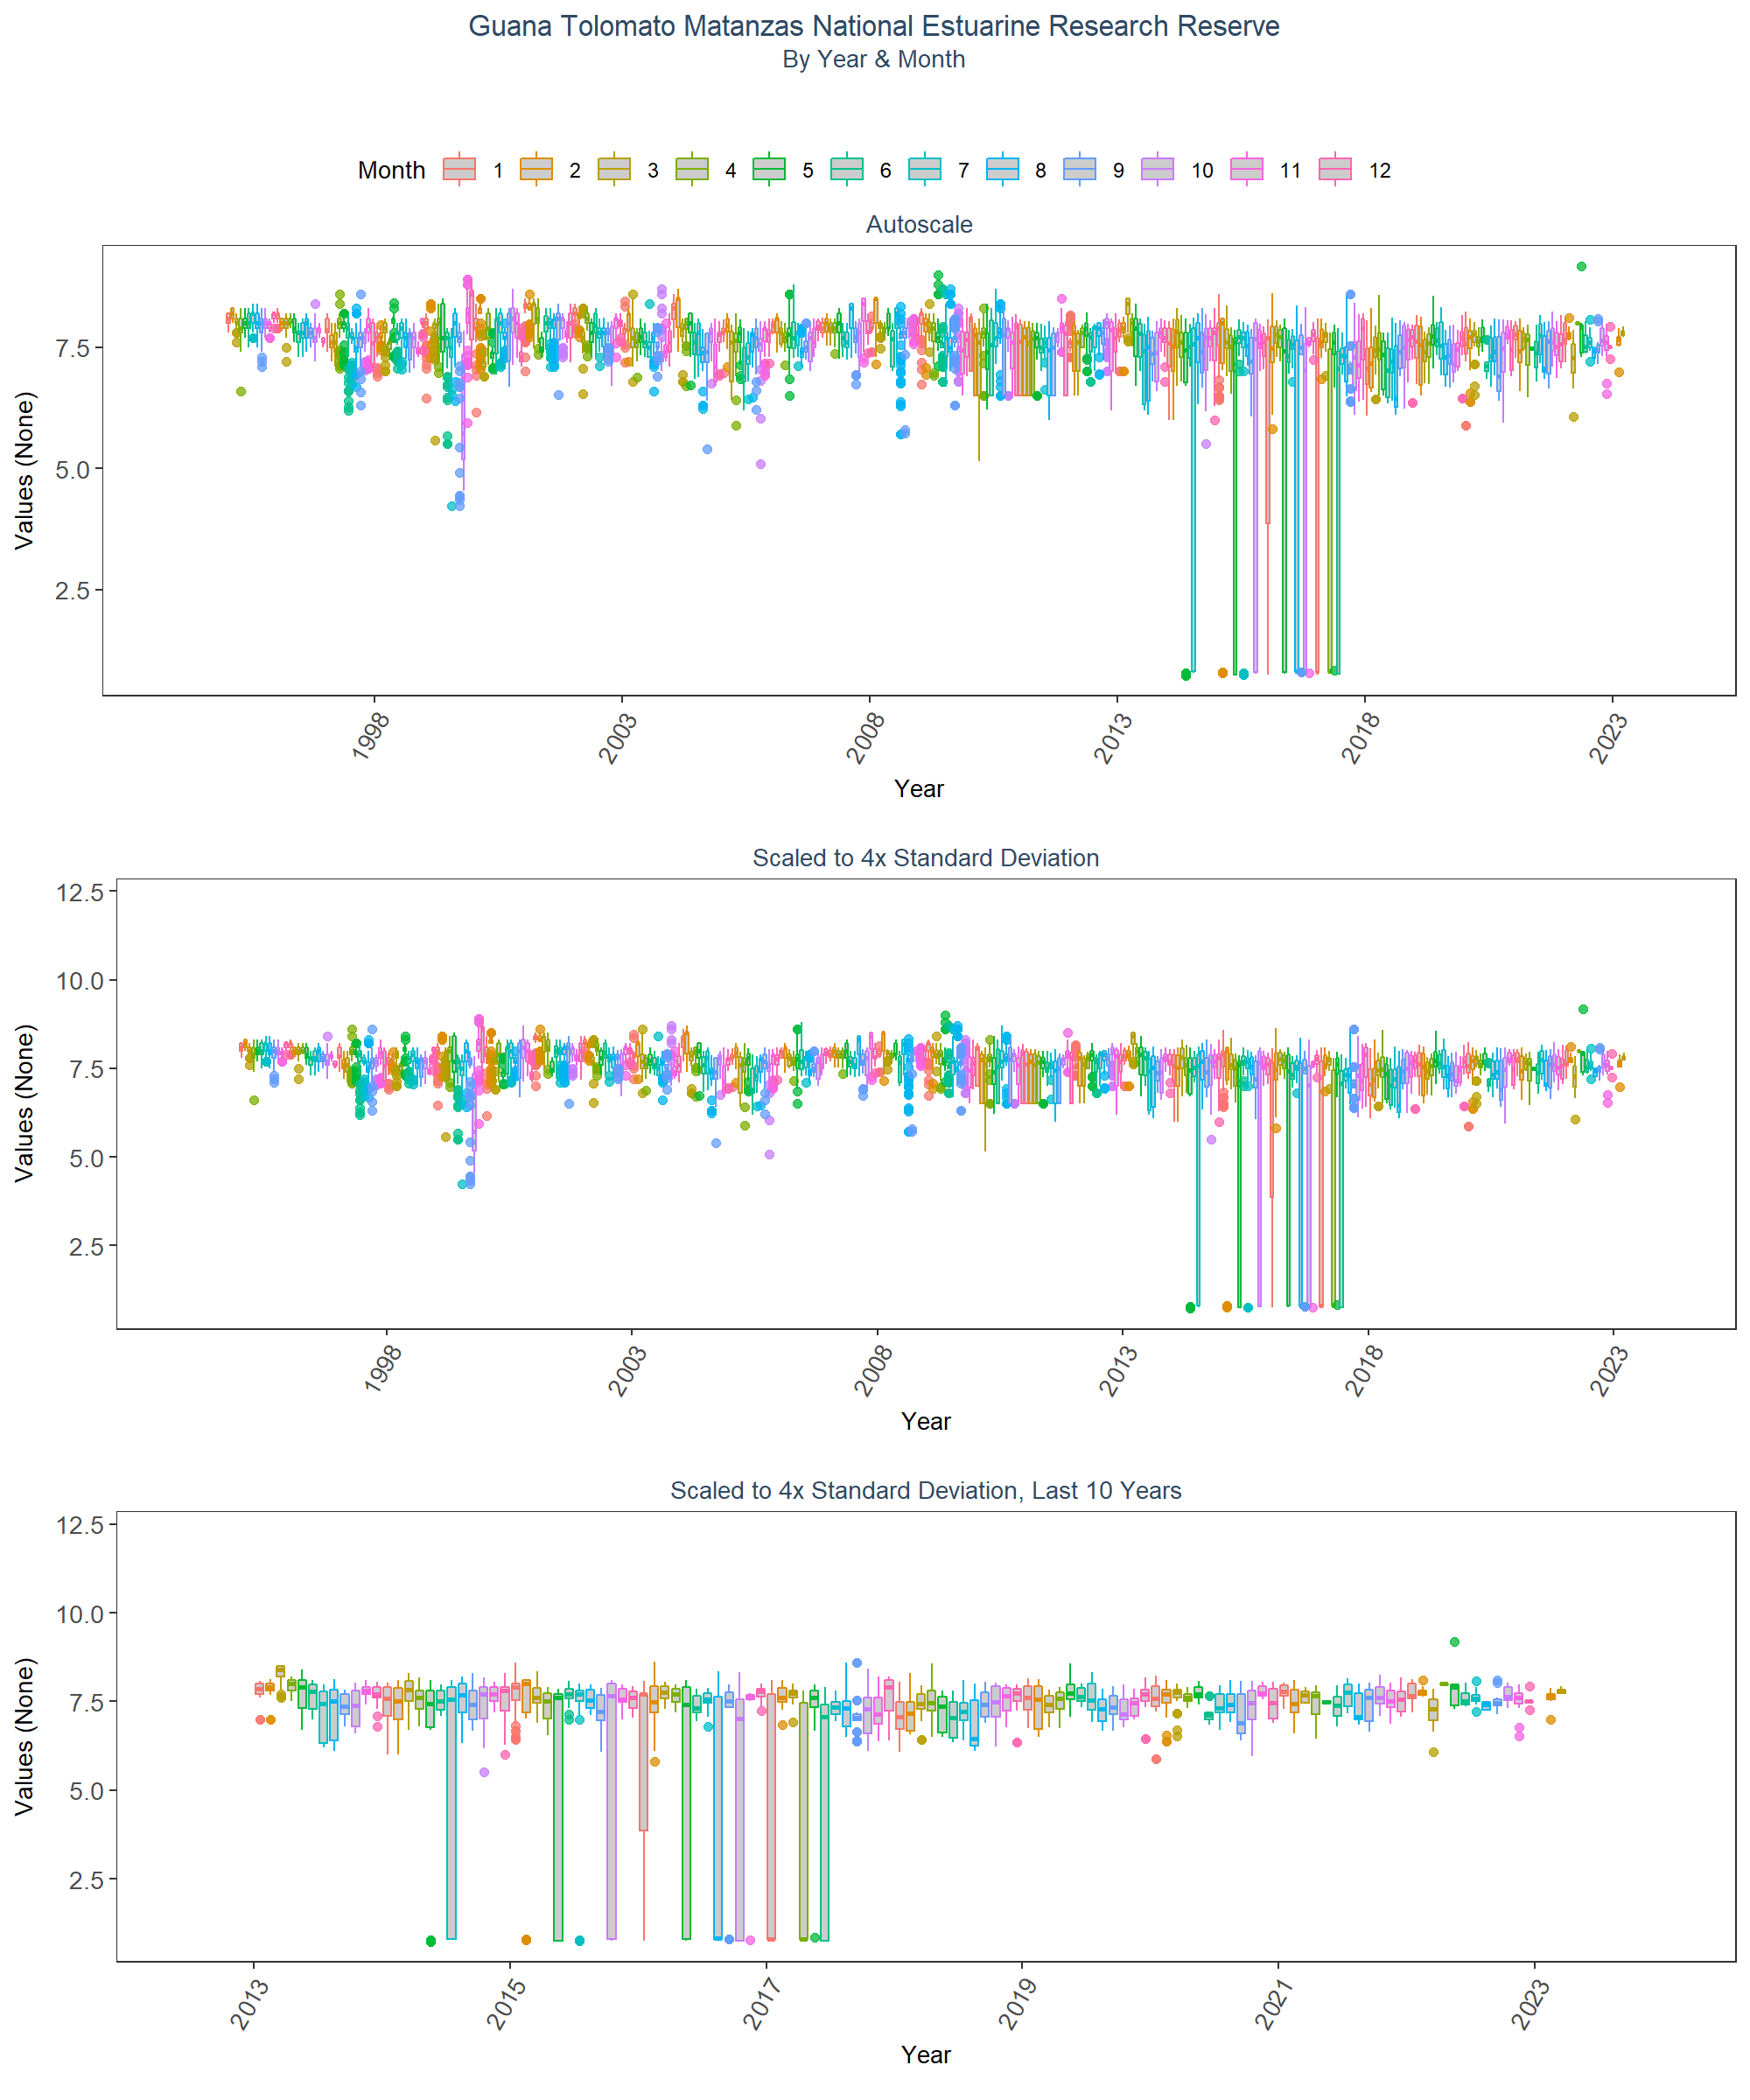 Guana Tolomato Matanzas National Estuarine Research Reserve
By Year & Month
Month 1 2 3 4 5 6 7 8 9 10 11 12
Autoscale
Values (None)
7.5
5.0
2.5
1998 2003 2008 2013 2018 2023
Year
Scaled to 4x Standard Deviation
Values (None)
12.5
10.0
7.5
5.0
2.5
1998 2003 2008 2013 2018 2023
Year
Scaled to 4x Standard Deviation, Last 10 Years
Values (None)
12.5
10.0
7.5
5.0
2.5
2013 2015 2017 2019 2021 2023
Year